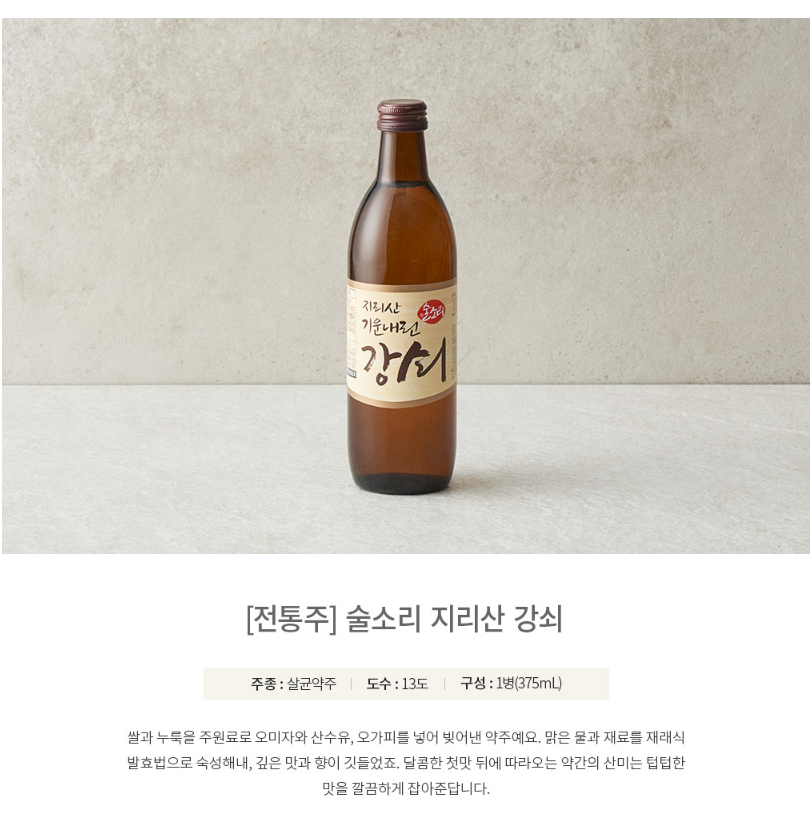 지리산
기운내린
술소리
강쇠
[전통주] 술소리 지리산 강쇠
주종 : 살균약주 | 도수 : 13도 | 구성 : 1병(375mL)
쌀과 누룩을 주원료로 오미자와 산수유, 오가피를 넣어 빚어낸 약주예요. 맑은 물과 재료를 재래식
발효법으로 숙성해내, 깊은 맛과 향이 깃들었죠. 달콤한 첫맛 뒤에 따라오는 약간의 산미는 텁텁한
맛을 깔끔하게 잡아준답니다.